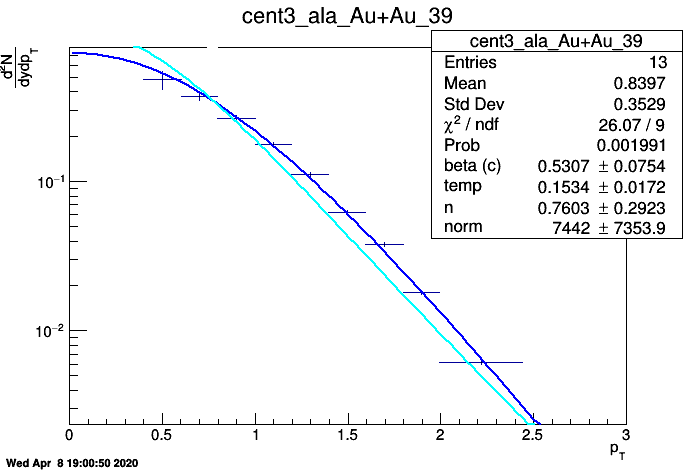 cent3_ala_Au+Au_39
d²N
dydp_T
cent3_ala_Au+Au_39
Entries 13
Mean 0.8397
Std Dev 0.3529
χ² / ndf 26.07 / 9
Prob 0.001991
beta (c) 0.5307 ± 0.0754
temp 0.1534 ± 0.0172
n 0.7603 ± 0.2923
norm 7442 ± 7353.9
10⁻¹
10⁻²
0 0.5 1 1.5 2 2.5 3
p_T
Wed Apr 8 19:00:50 2020